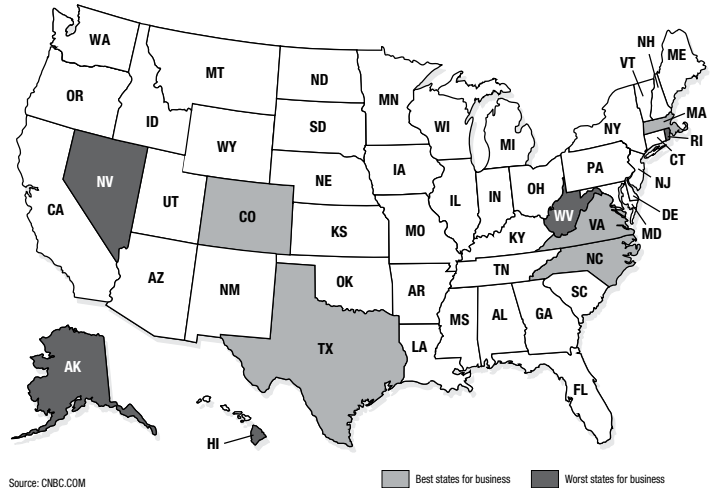 WA
NH
ME
VT
MT
ND
OR
MN
MA
ID
SD
WI
NY
RI
WY
MI
CT
IA
PA
NV
NE
NJ
OH
UT
IL
IN
DE
CA
CO
WV
VA
MD
KS
MO
KY
NC
TN
AZ
OK
NM
AR
SC
MS
AL
GA
TX
LA
AK
FL
HI
Source: CNBC.COM
Best states for business
Worst states for business